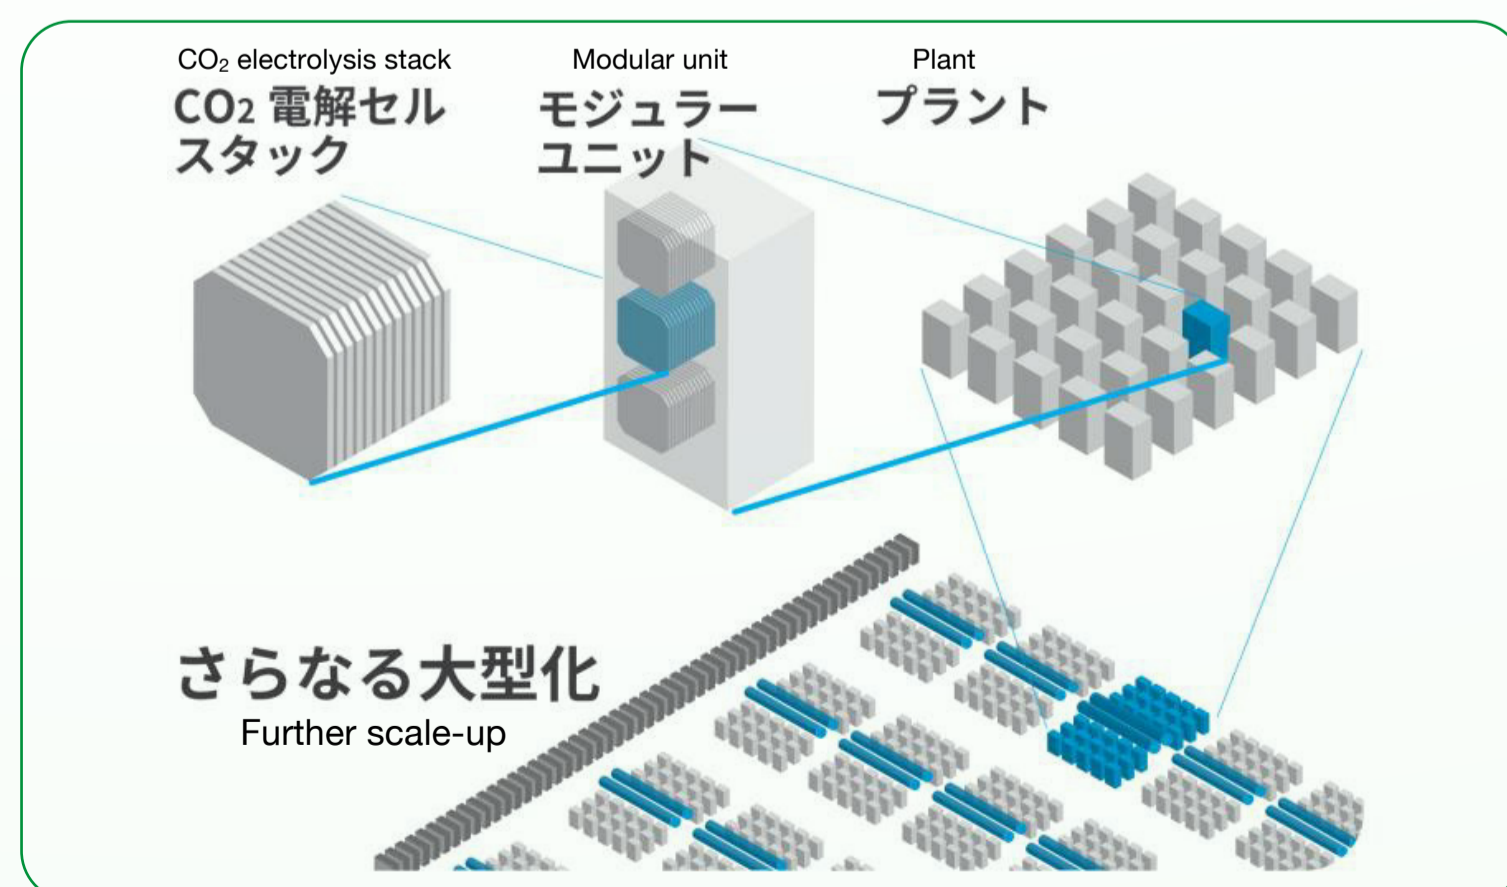 CO₂ electrolysis stack
CO2 電解セル
スタック
Modular unit
モジュラー
ユニット
Plant
プラント
さらなる大型化
Further scale-up